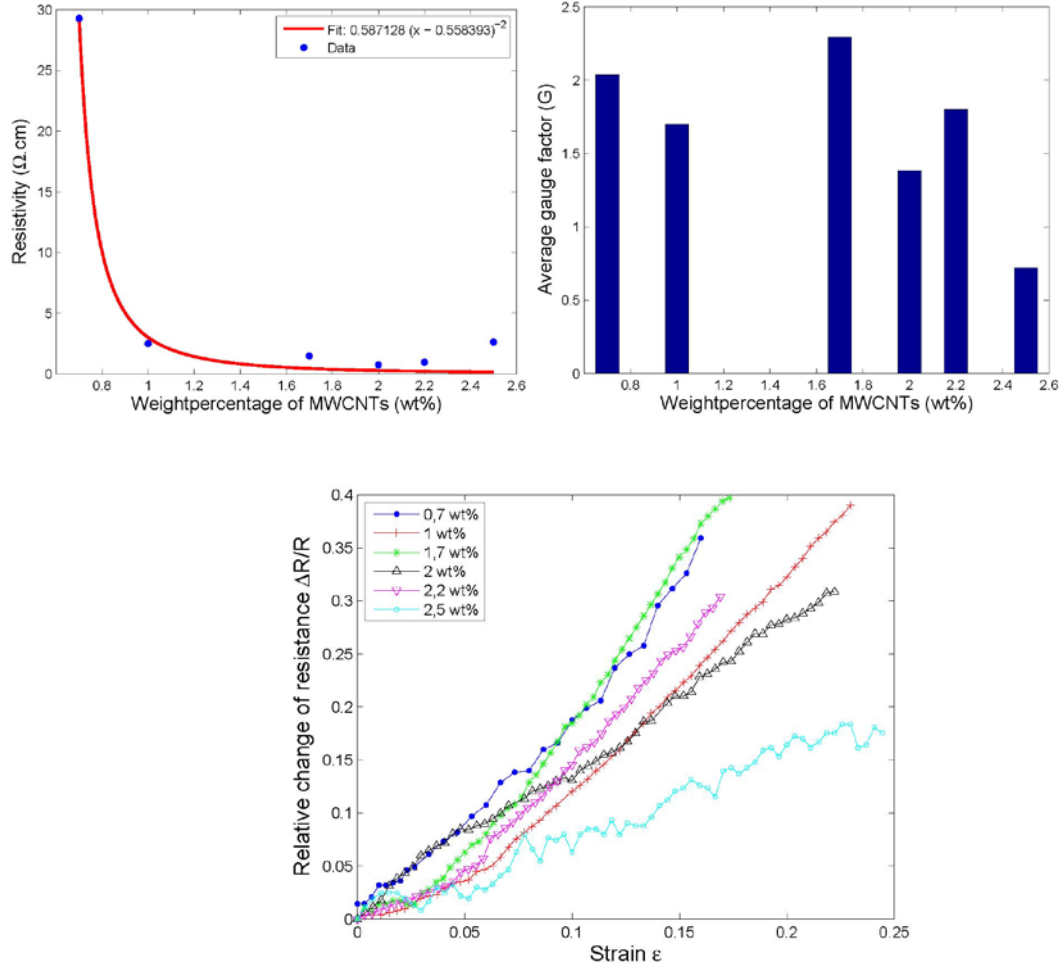 30
25
20
15
10
5
0
Resistivity (Ω.cm)
Fit: 0.587128 (x − 0.558393)⁻²
Data
0.8 1 1.2 1.4 1.6 1.8 2 2.2 2.4 2.6
Weightpercentage of MWCNTs (wt%)
2.5
2
1.5
1
0.5
0
Average gauge factor (G)
0.8 1 1.2 1.4 1.6 1.8 2 2.2 2.4 2.6
Weightpercentage of MWCNTs (wt%)
0.4
0.35
0.3
0.25
0.2
0.15
0.1
0.05
0
Relative change of resistance ΔR/R
0,7 wt%
1 wt%
1,7 wt%
2 wt%
2,2 wt%
2,5 wt%
0 0.05 0.1 0.15 0.2 0.25
Strain ε